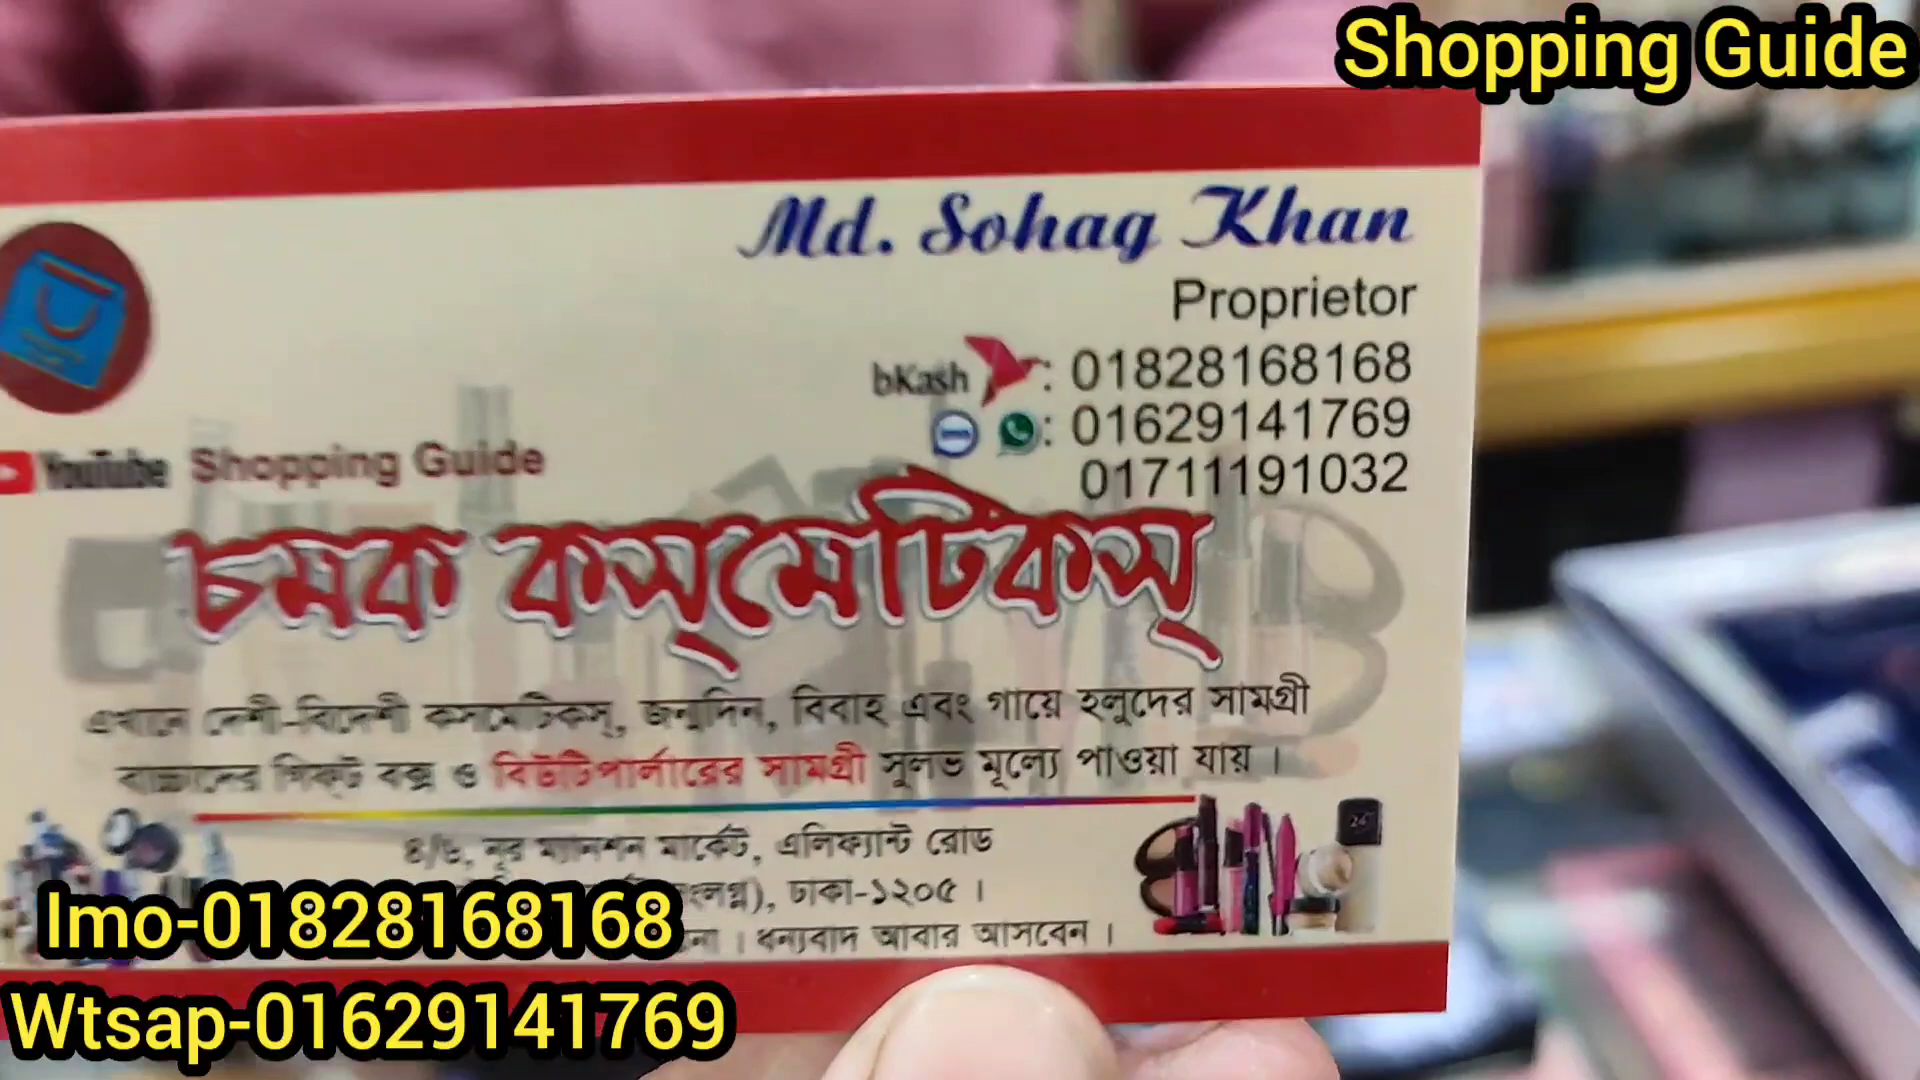 Shopping Guide
Md. Sohag Khan
Proprietor
bKash : 01828168168
: 01629141769
01711191032
YouTube Shopping Guide
চমক কস্‌মেটিকস্
এখানে দেশী-বিদেশী কসমেটিকস্, জন্মদিন, বিবাহ এবং গায়ে হলুদের সামগ্রী
বাচ্চাদের গিফ্ট বক্স ও বিউটিপার্লারের সামগ্রী সুলভ মূল্যে পাওয়া যায় ।
৪/৬, নূর ম্যানশন মার্কেট, এলিফ্যান্ট রোড
ঢাকা-১২০৫ ।
। ধন্যবাদ আবার আসবেন ।
Imo-01828168168
Wtsap-01629141769